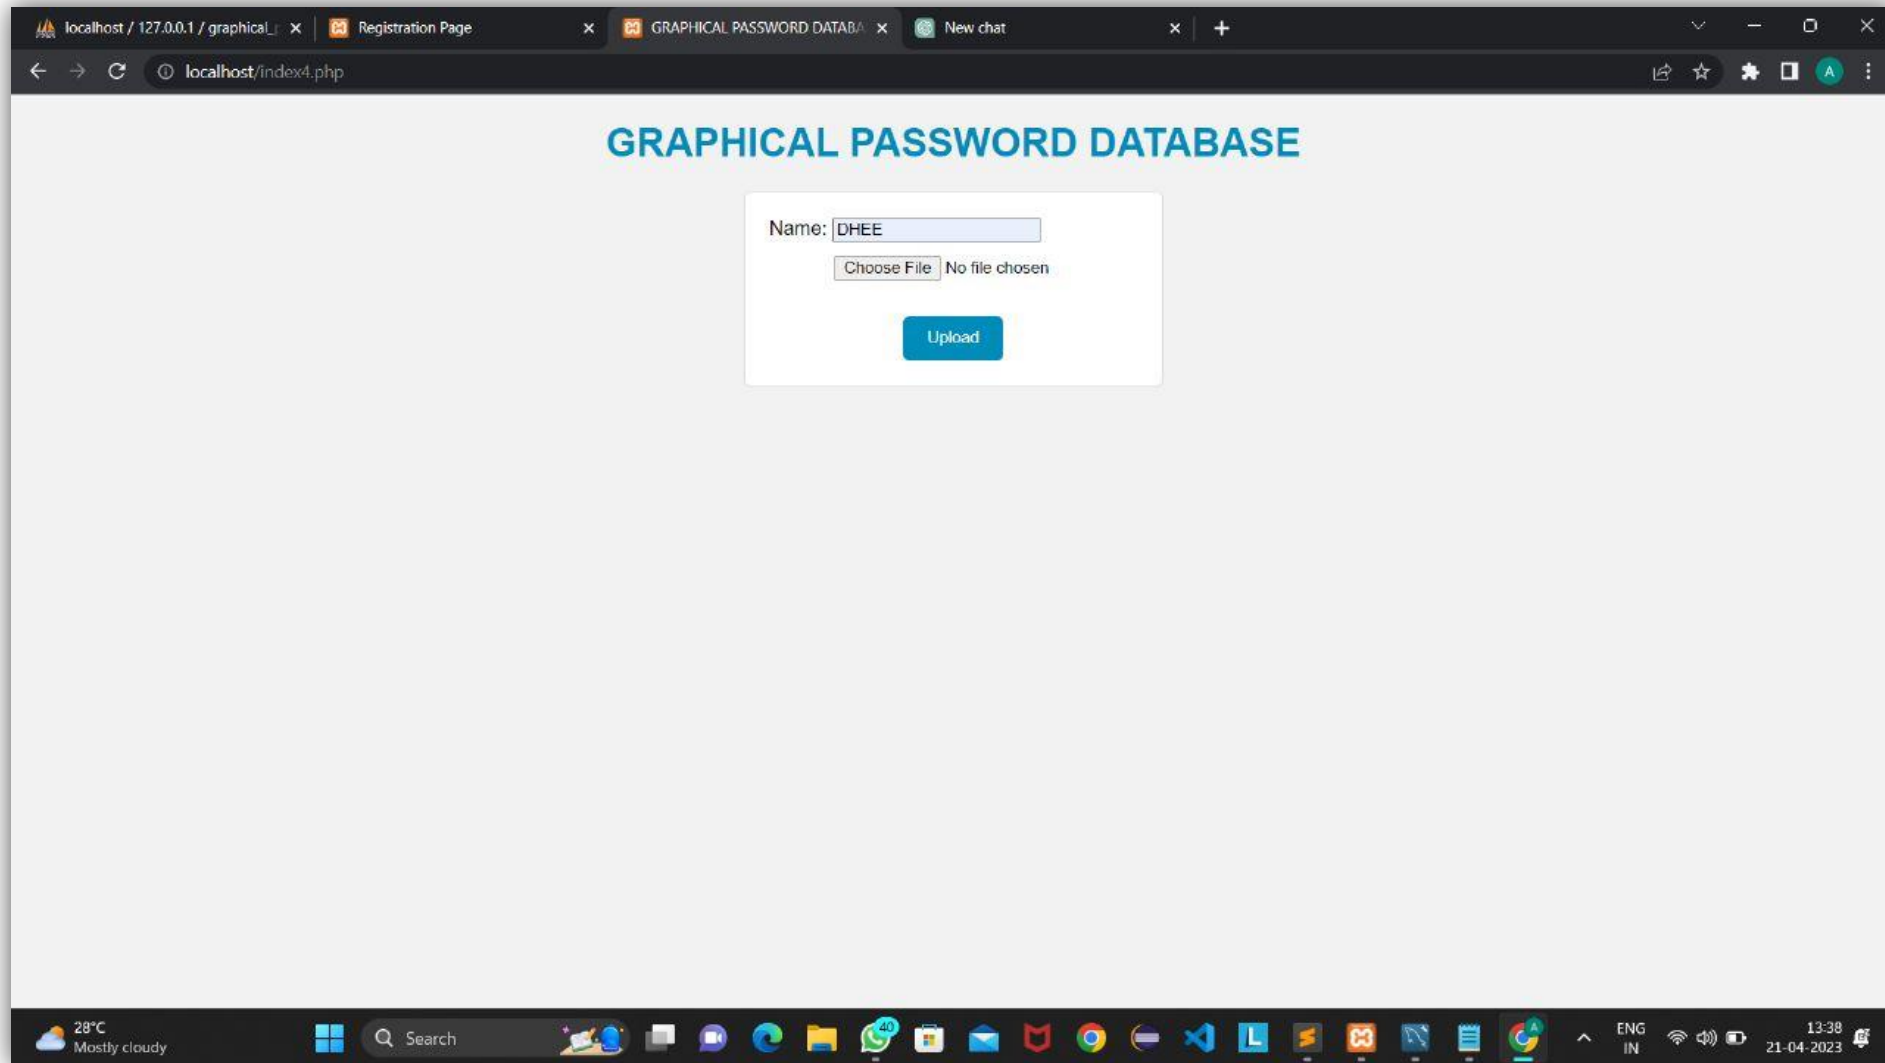 localhost / 127.0.0.1 / graphical_
Registration Page
GRAPHICAL PASSWORD DATABA
New chat
localhost/index4.php
A
GRAPHICAL PASSWORD DATABASE
Name: DHEE
Choose File No file chosen
Upload
28°C
Mostly cloudy
Search
40
L
A
ENG
IN
13:38
21-04-2023